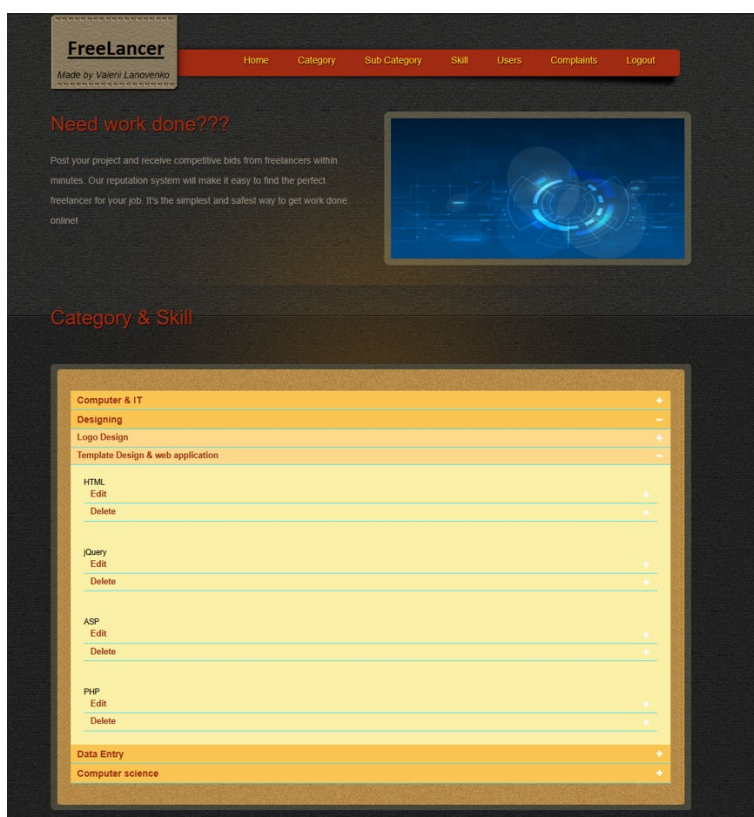 FreeLancer
Made by Valerii Lanovenko
Home Category Sub Category Skill Users Complaints Logout
Need work done???
Post your project and receive competitive bids from freelancers within
minutes. Our reputation system will make it easy to find the perfect
freelancer for your job. It's the simplest and safest way to get work done
online!
Category & Skill
Computer & IT
Designing
Logo Design
Template Design & web application
HTML
Edit
Delete
jQuery
Edit
Delete
ASP
Edit
Delete
PHP
Edit
Delete
Data Entry
Computer science